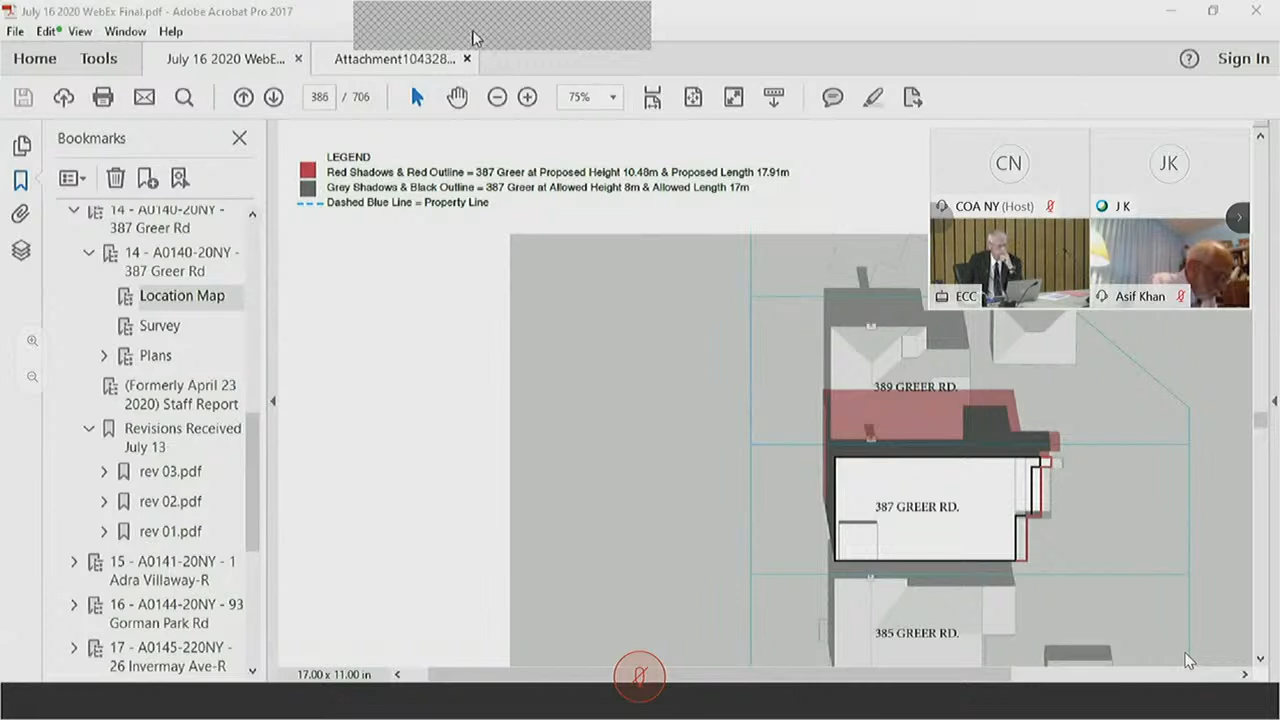 July 16 2020 WebEx Final.pdf - Adobe Acrobat Pro 2017
File Edit View Window Help
Home Tools July 16 2020 WebE... × Attachment104328... × Sign In
386 / 706 75%
Bookmarks
14 - A0140-20NY -
387 Greer Rd
14 - A0140-20NY -
387 Greer Rd
Location Map
Survey
Plans
(Formerly April 23
2020) Staff Report
Revisions Received
July 13
rev 03.pdf
rev 02.pdf
rev 01.pdf
15 - A0141-20NY - 1
Adra Villaway-R
16 - A0144-20NY - 93
Gorman Park Rd
17 - A0145-220NY -
26 Invermay Ave-R
LEGEND
Red Shadows & Red Outline = 387 Greer at Proposed Height 10.48m & Proposed Length 17.91m
Grey Shadows & Black Outline = 387 Greer at Allowed Height 8m & Allowed Length 17m
Dashed Blue Line = Property Line
CN JK
COA NY (Host) J K
ECC Asif Khan
389 GREER RD.
387 GREER RD.
385 GREER RD.
17.00 x 11.00 in